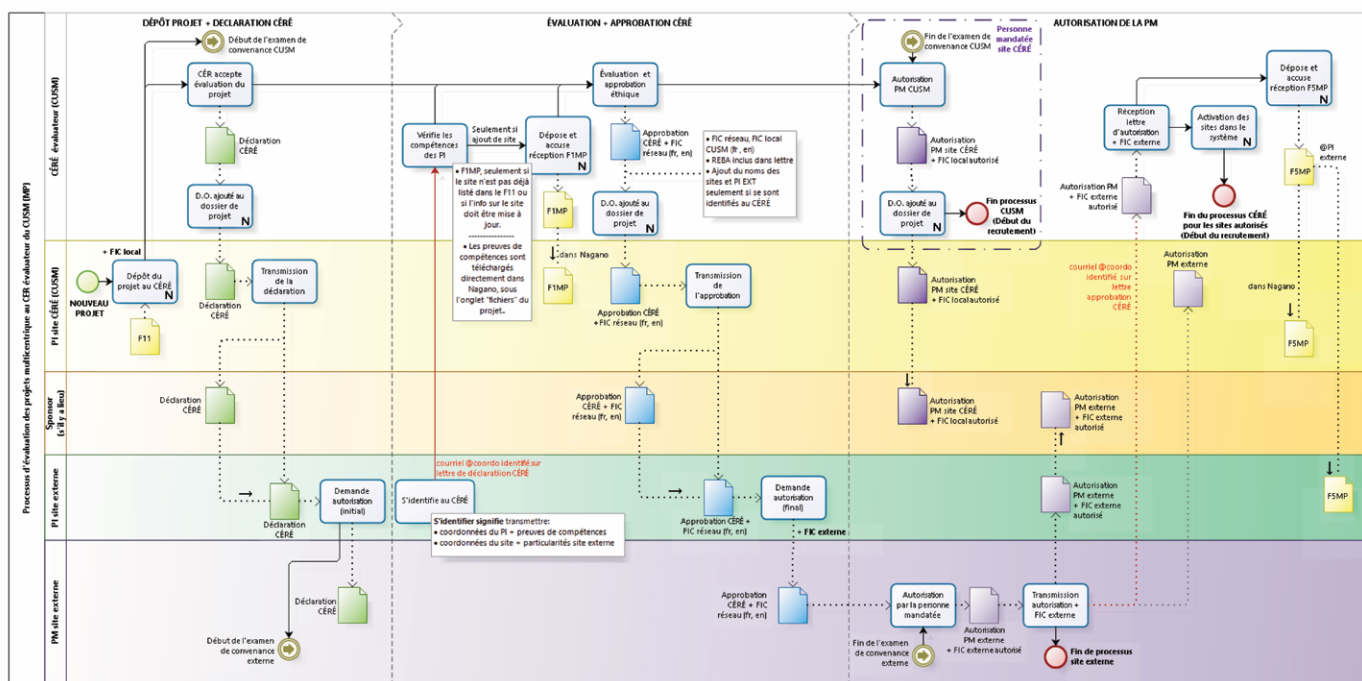 Processus d'évaluation des projets multicentrique au CER évaluateur du CUSM (MP)
DÉPÔT PROJET + DECLARATION CÉRÉ
ÉVALUATION + APPROBATION CÉRÉ
AUTORISATION DE LA PM
CÉRÉ évaluateur (CUSM)
Début de l'examen de
convenance CUSM
CÉR accepte
évaluation du
projet
Déclaration
CÉRÉ
D.O. ajouté au
dossier de
projet
N
Vérifie les
compétences
des PI
Seulement si
ajout de site
Dépose et
accuse
réception F1MP
N
F1MP
Évaluation et
approbation
éthique
Approbation
CÉRÉ + FIC
réseau (fr, en)
D.O. ajouté au
dossier de
projet
N
• FIC réseau, FIC local
CUSM (fr, en)
• REBA inclus dans lettre
• Ajout du noms des
sites et PI EXT
seulement si se sont
identifiés au CÉRÉ
• F1MP, seulement si
le site n'est pas déjà
listé dans le F11 ou
si l'info sur le site
doit être mise à
jour.
--------------------
• Les preuves de
compétences sont
téléchargés
directement dans
Nagano, sous
l'onglet "fichiers" du
projet..
Fin de l'examen de
convenance CUSM
Personne
mandatée
site CÉRÉ
Autorisation
PM CUSM
Autorisation
PM site CÉRÉ
+ FIC local autorisé
D.O. ajouté au
dossier de
projet
N
Fin processus
CUSM
(Début du
recrutement)
Réception
lettre
d'autorisation
+ FIC externe
N
Activation des
sites dans le
système
N
Dépose et
accuse
réception F5MP
N
Autorisation PM
+ FIC externe
autorisé
Fin du processus CÉRÉ
pour les sites autorisés
(Début du recrutement)
@PI
externe
F5MP
PI site CÉRÉ (CUSM)
+ FIC local
NOUVEAU
PROJET
Dépôt du
projet au CÉRÉ
N
F11
Déclaration
CÉRÉ
Transmission
de la
déclaration
dans Nagano
F1MP
Approbation CÉRÉ
+ FIC réseau (fr, en)
Transmission
de l'approbation
Autorisation
PM site CÉRÉ
+ FIC local autorisé
courriel @coordo
identifié sur
lettre
approbation
CÉRÉ
Autorisation
PM externe
dans Nagano
F5MP
Sponsor
(s'il y a lieu)
Déclaration
CÉRÉ
Approbation
CÉRÉ + FIC
réseau (fr, en)
Autorisation
PM site CÉRÉ
+ FIC local autorisé
Autorisation
PM externe
+ FIC externe
autorisé
PI site externe
Déclaration
CÉRÉ
Demande
autorisation
(initial)
courriel @coordo identifié sur
lettre de déclaratiion CÉRÉ
S'identifie au CÉRÉ
S'identifier signifie transmettre:
• coordonnées du PI + preuves de compétences
• coordonnées du site + particularités site externe
Approbation CÉRÉ +
FIC réseau (fr, en)
Demande
autorisation
(final)
+ FIC externe
Autorisation
PM externe
+ FIC externe
autorisé
F5MP
PM site externe
Déclaration
CÉRÉ
Début de l'examen de
convenance externe
Approbation
CÉRÉ + FIC
réseau (fr, en)
Autorisation
par la personne
mandatée
Fin de l'examen
de convenance
externe
Autorisation
PM externe
+ FIC externe autorisé
Transmission
autorisation +
FIC externe
Fin de processus
site externe